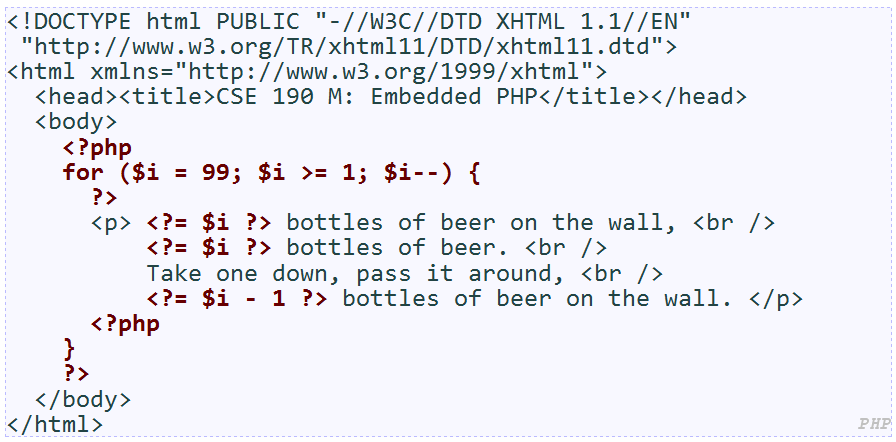 <!DOCTYPE html PUBLIC "-//W3C//DTD XHTML 1.1//EN"
 "http://www.w3.org/TR/xhtml11/DTD/xhtml11.dtd">
<html xmlns="http://www.w3.org/1999/xhtml">
  <head><title>CSE 190 M: Embedded PHP</title></head>
  <body>
    <?php
    for ($i = 99; $i >= 1; $i--) {
      ?>
      <p> <?= $i ?> bottles of beer on the wall, <br />
          <?= $i ?> bottles of beer. <br />
          Take one down, pass it around, <br />
          <?= $i - 1 ?> bottles of beer on the wall. </p>
      <?php
    }
    ?>
  </body>
</html>
PHP